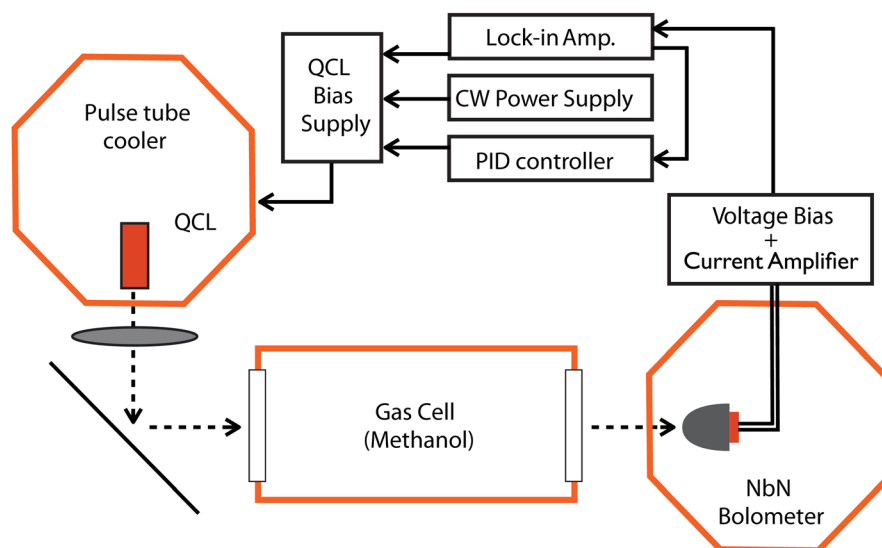 Pulse tube
cooler
QCL
QCL
Bias
Supply
Lock-in Amp.
CW Power Supply
PID controller
Voltage Bias
+
Current Amplifier
Gas Cell
(Methanol)
NbN
Bolometer